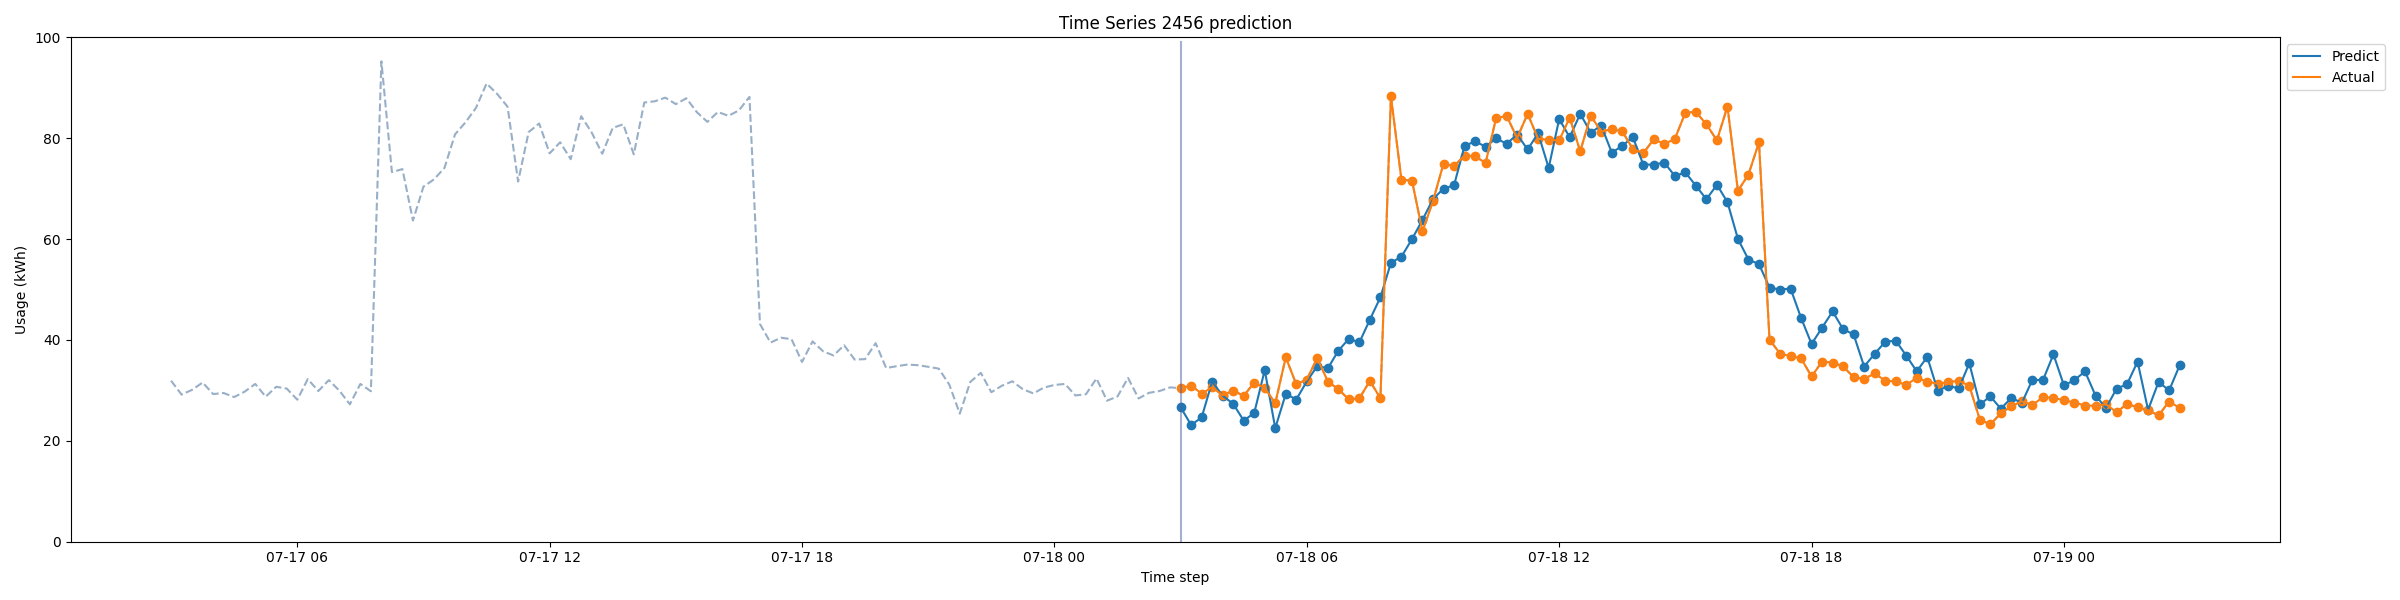 Time Series 2456 prediction
Predict
Actual
Usage (kWh)
100
80
60
40
20
0
07-17 06
07-17 12
07-17 18
07-18 00
07-18 06
07-18 12
07-18 18
07-19 00
Time step